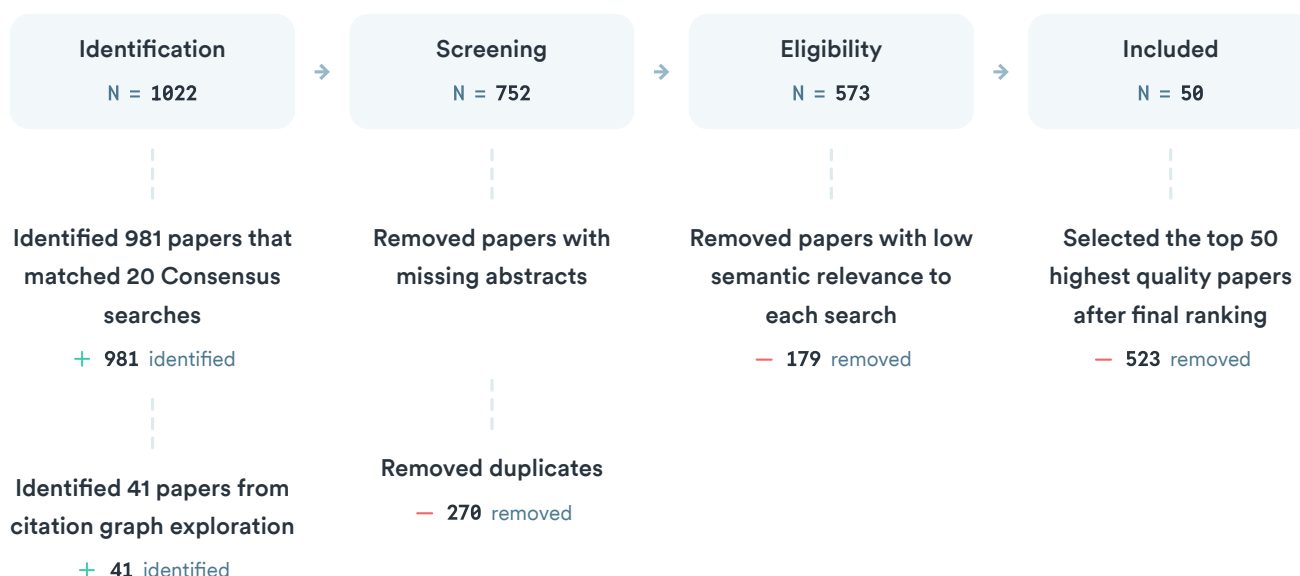 Identification
N = 1022
Identified 981 papers that
matched 20 Consensus
searches
+ 981 identified
Identified 41 papers from
citation graph exploration
+ 41 identified
Screening
N = 752
Removed papers with
missing abstracts
Removed duplicates
— 270 removed
Eligibility
N = 573
Removed papers with low
semantic relevance to
each search
— 179 removed
Included
N = 50
Selected the top 50
highest quality papers
after final ranking
— 523 removed